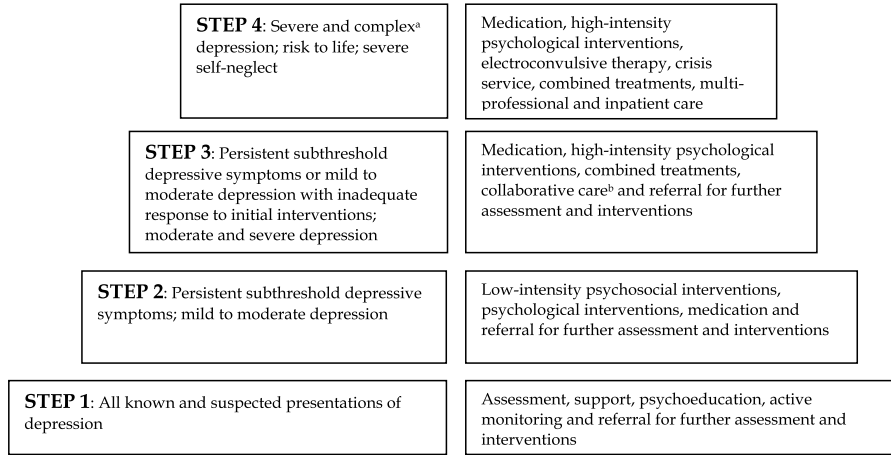 STEP 4: Severe and complexᵃ
depression; risk to life; severe
self-neglect
Medication, high-intensity
psychological interventions,
electroconvulsive therapy, crisis
service, combined treatments, multi-
professional and inpatient care
STEP 3: Persistent subthreshold
depressive symptoms or mild to
moderate depression with inadequate
response to initial interventions;
moderate and severe depression
Medication, high-intensity psychological
interventions, combined treatments,
collaborative careᵇ and referral for further
assessment and interventions
STEP 2: Persistent subthreshold depressive
symptoms; mild to moderate depression
Low-intensity psychosocial interventions,
psychological interventions, medication and
referral for further assessment and interventions
STEP 1: All known and suspected presentations of
depression
Assessment, support, psychoeducation, active
monitoring and referral for further assessment and
interventions